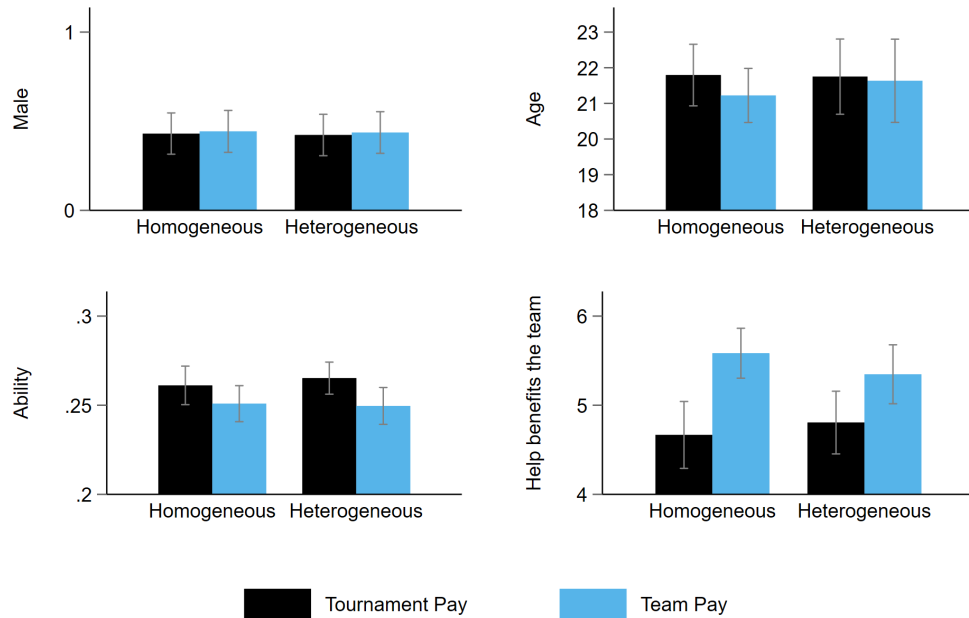 Male
1
0
Homogeneous Heterogeneous
Age
23
22
21
20
19
18
Homogeneous Heterogeneous
Ability
.3
.25
.2
Homogeneous Heterogeneous
Help benefits the team
6
5
4
Homogeneous Heterogeneous
Tournament Pay Team Pay